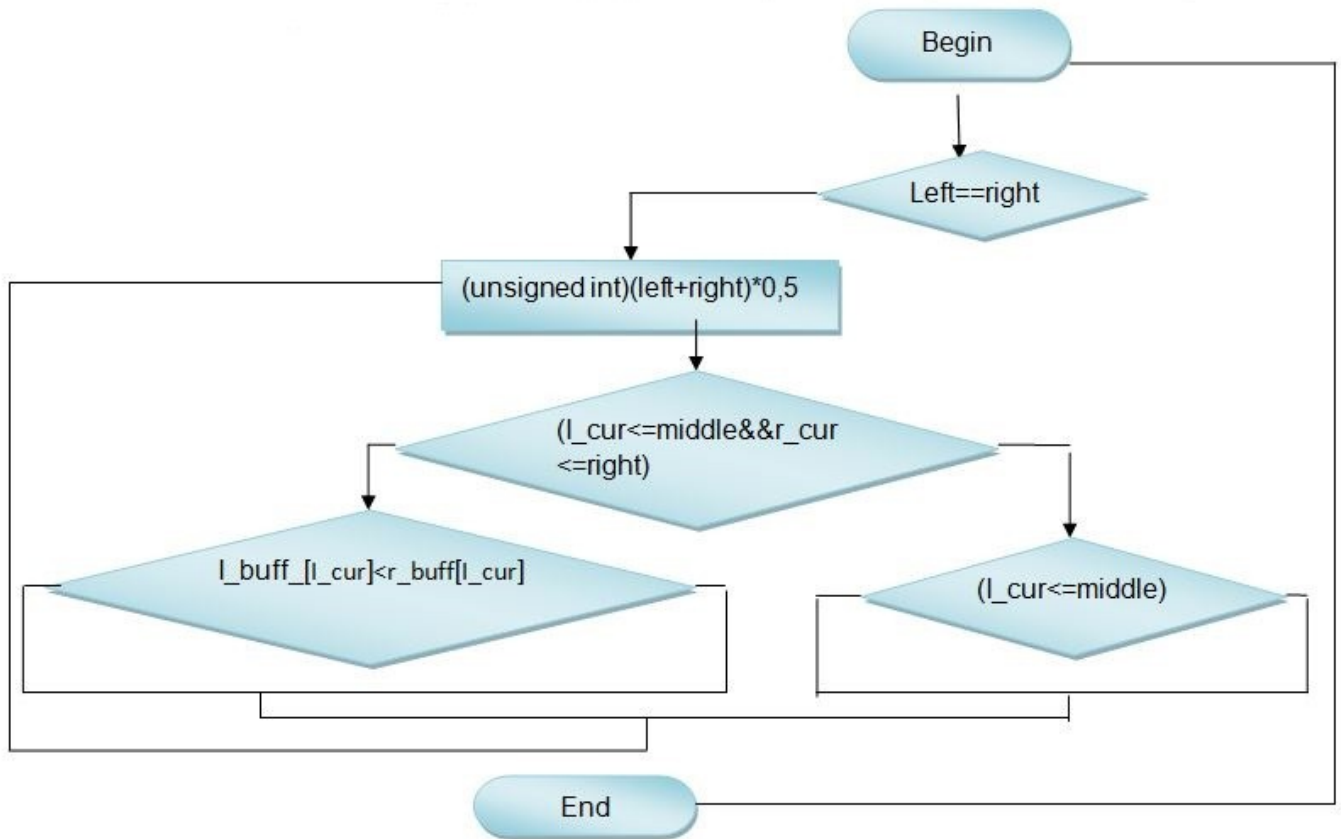 Begin
Left==right
(unsigned int)(left+right)*0,5
(l_cur<=middle&&r_cur
<=right)
l_buff_[l_cur]<r_buff[l_cur]
(l_cur<=middle)
End